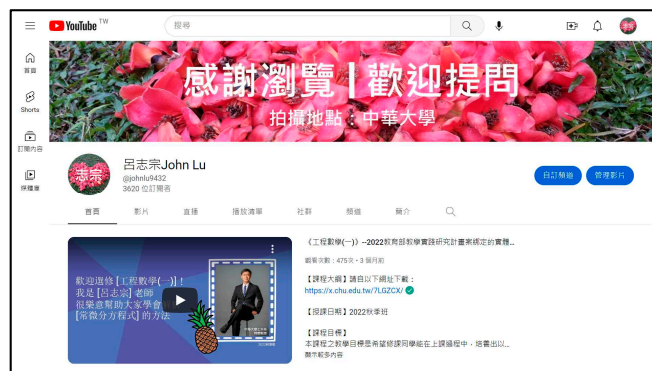 YouTube TW
搜尋
首頁
Shorts
訂閱內容
媒體庫
感謝瀏覽 | 歡迎提問
拍攝地點：中華大學
志宗
呂志宗John Lu
@johnlu9432
3620 位訂閱者
自訂頻道
管理影片
首頁 影片 直播 播放清單 社群 頻道 簡介
歡迎選修 [工程數學(一)]！
我是 [呂志宗] 老師
很樂意幫助大家學會
[常微分方程式] 的方法
《工程數學(一)》--2022教育部教學實踐研究計畫案綁定的實體...
觀看次數：475次 • 3 個月前
【課程大綱】請自以下網址下載：
https://x.chu.edu.tw/7LGZCX/
【授課日期】2022秋季班
【課程目標】
本課程之教學目標是希望修課同學能在上課過程中，培養出以...
顯示較多內容